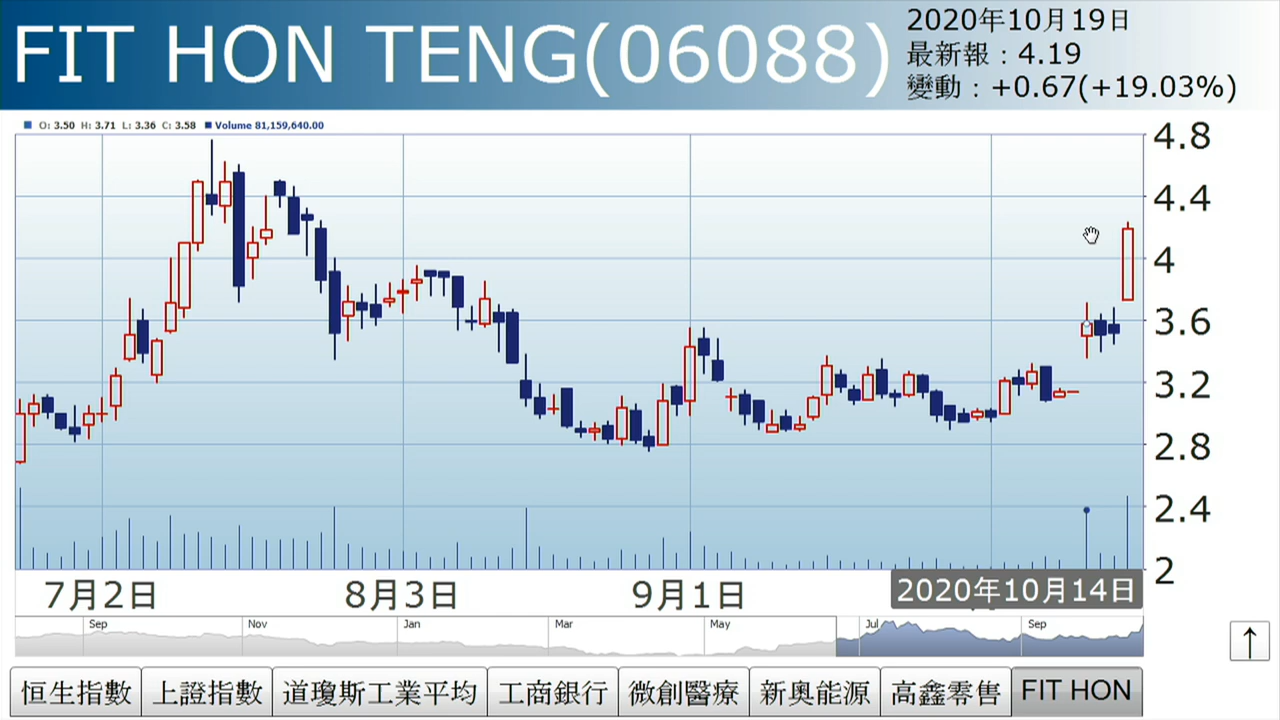 FIT HON TENG(06088)
2020年10月19日
最新報：4.19
變動：+0.67(+19.03%)
O: 3.50 H: 3.71 L: 3.36 C: 3.58 Volume 81,159,640.00
4.8
4.4
4
3.6
3.2
2.8
2.4
2
7月2日 8月3日 9月1日 2020年10月14日
Sep Nov Jan Mar May Jul Sep
↑
恒生指數 上證指數 道瓊斯工業平均 工商銀行 微創醫療 新奧能源 高鑫零售 FIT HON